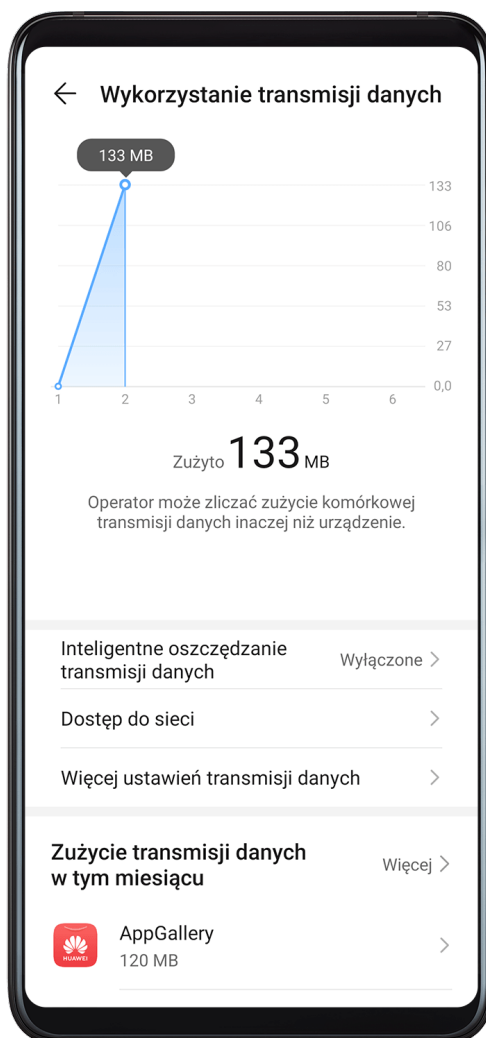 Wykorzystanie transmisji danych
133 MB
133
106
80
53
27
0,0
1 2 3 4 5 6
Zużyto 133 MB
Operator może zliczać zużycie komórkowej
transmisji danych inaczej niż urządzenie.
Inteligentne oszczędzanie
transmisji danych
Wyłączone
Dostęp do sieci
Więcej ustawień transmisji danych
Zużycie transmisji danych
w tym miesiącu
Więcej
HUAWEI
AppGallery
120 MB